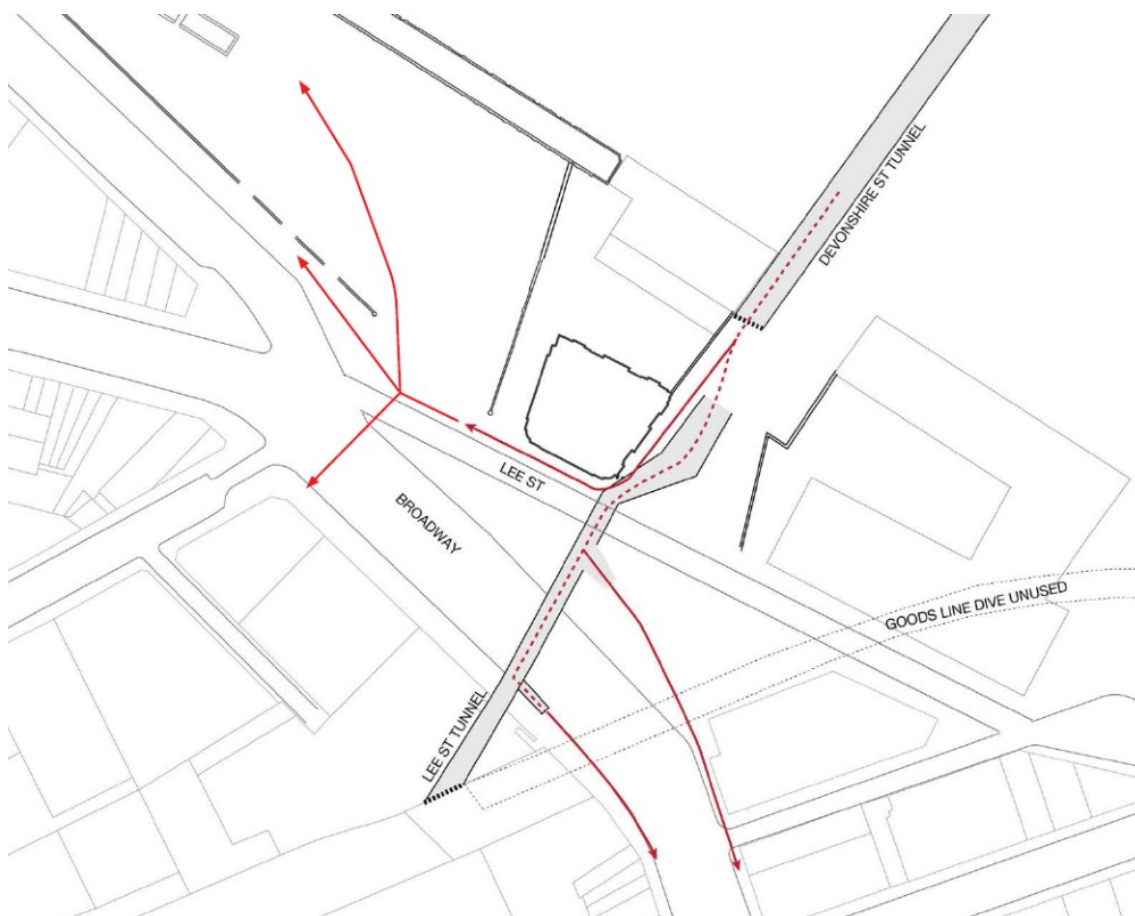 DEVONSHIRE ST TUNNEL
LEE ST
BROADWAY
GOODS LINE DIVE UNUSED
LEE ST TUNNEL